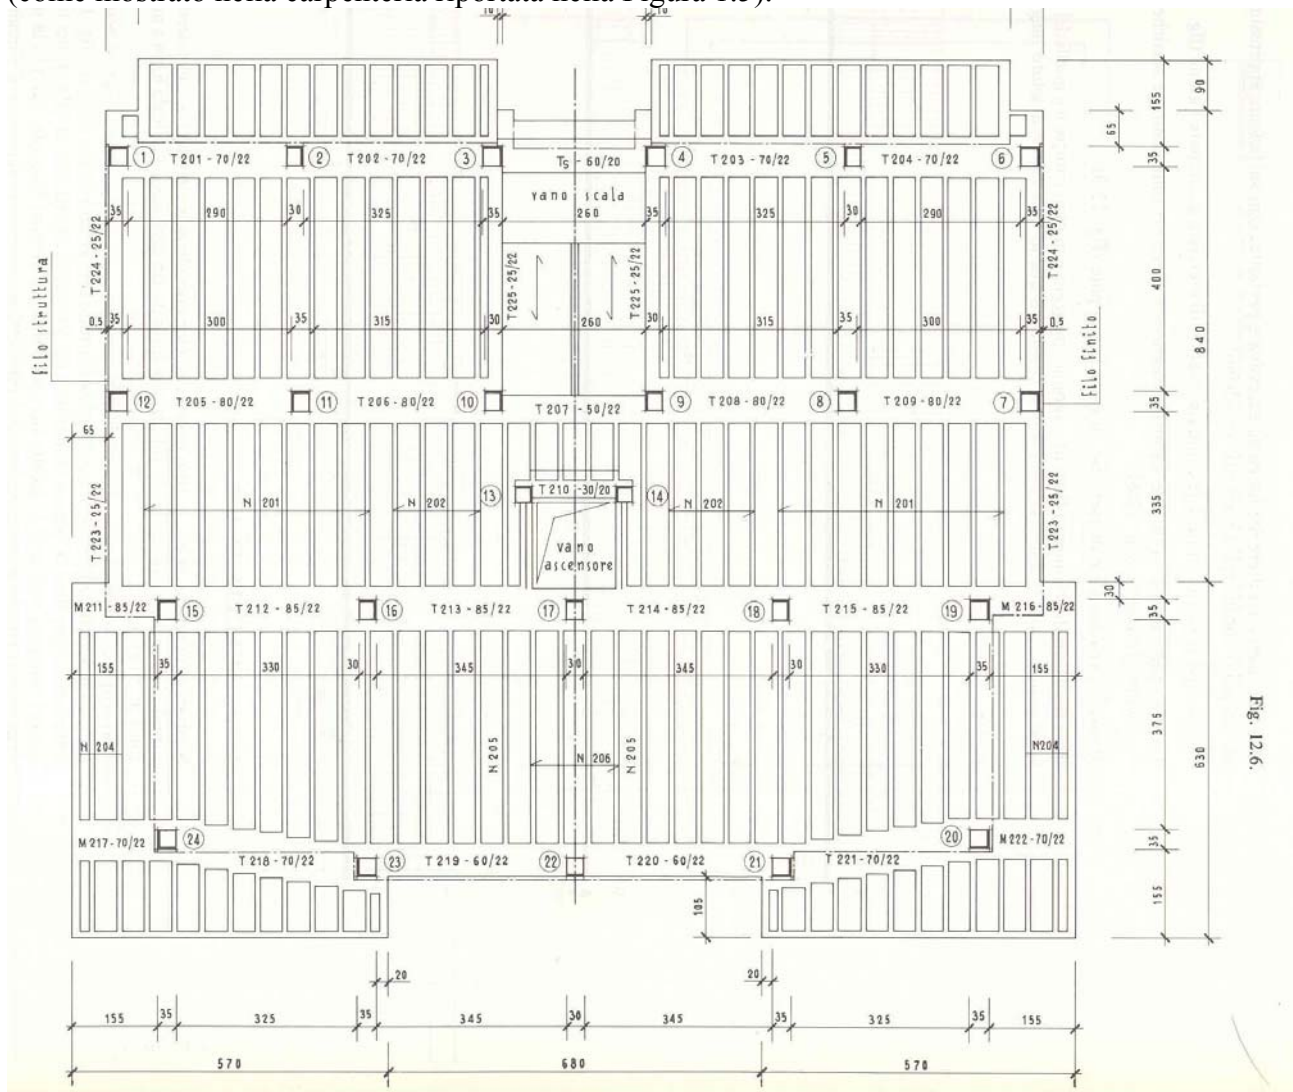 10 10
① T 201 - 70/22 ② T 202 - 70/22 ③ Ts - 60/20 ④ T 203 - 70/22 ⑤ T 204 - 70/22 ⑥
vano scala
35 290 30 325 35 260 35 325 30 290 35
T 224 - 25/22
T 225 - 25/22
T 225 - 25/22
T 224 - 25/22
filo struttura
filo finito
0,5 35 300 35 315 30 260 30 315 35 300 35 0,5
⑫ T 205 - 80/22 ⑪ T 206 - 80/22 ⑩ T 207 - 50/22 ⑨ T 208 - 80/22 ⑧ T 209 - 80/22 ⑦
65
T 223 - 25/22
T 223 - 25/22
N 201 N 202 ⑬ T 210 - 30/20 ⑭ N 202 N 201
vano
ascensore
M 211 - 85/22 ⑮ T 212 - 85/22 ⑯ T 213 - 85/22 ⑰ T 214 - 85/22 ⑱ T 215 - 85/22 ⑲ M 216 - 85/22
155 35 330 30 345 30 345 30 330 35 155
N 204 N 205 N 206 N 205 N204
M 217 - 70/22 ㉔ T 218 - 70/22 ㉓ T 219 - 60/22 ㉒ T 220 - 60/22 ㉑ T 221 - 70/22 ⑳ M 222 - 70/22
105
20 20
155 35 325 35 345 30 345 35 325 35 155
570 680 570
65
155 35 400 35 335 30 35 375 35 155
90 840 630
Fig. 12.6.